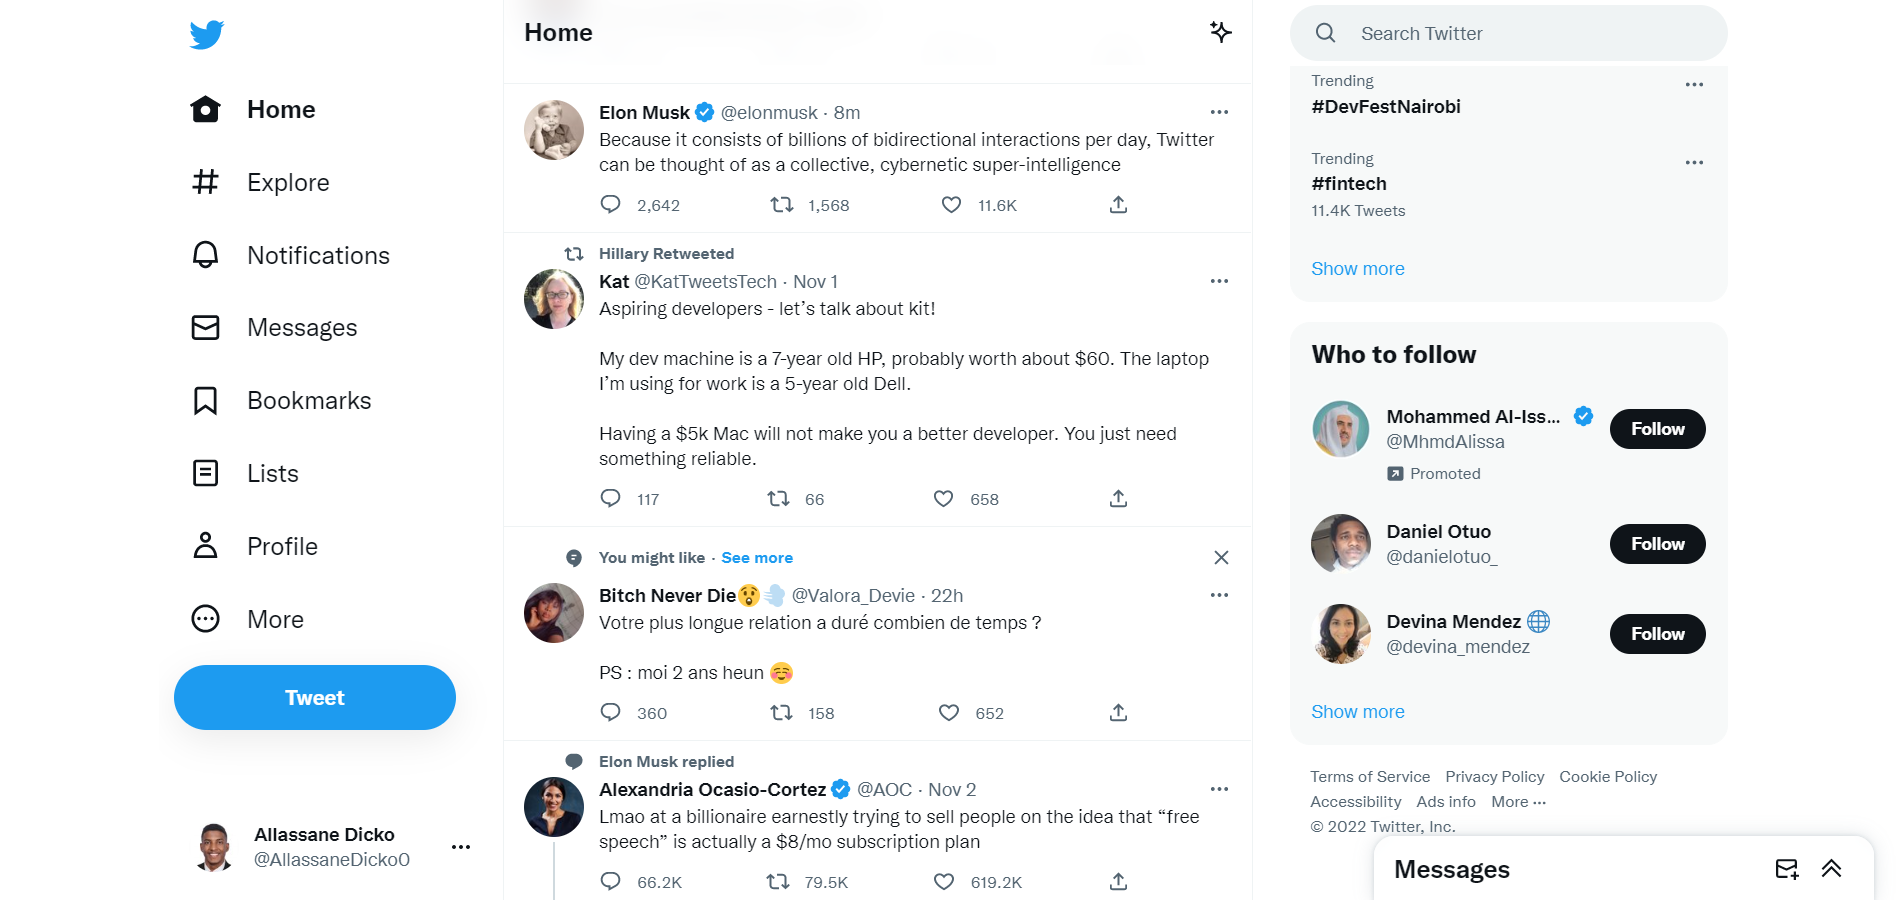 Home
Explore
Notifications
Messages
Bookmarks
Lists
Profile
More
Tweet
Allassane Dicko
@AllassaneDicko0
Home
Elon Musk @elonmusk · 8m
Because it consists of billions of bidirectional interactions per day, Twitter
can be thought of as a collective, cybernetic super-intelligence
2,642 1,568 11.6K
Hillary Retweeted
Kat @KatTweetsTech · Nov 1
Aspiring developers - let’s talk about kit!
My dev machine is a 7-year old HP, probably worth about $60. The laptop
I’m using for work is a 5-year old Dell.
Having a $5k Mac will not make you a better developer. You just need
something reliable.
117 66 658
You might like · See more
Bitch Never Die😲💨 @Valora_Devie · 22h
Votre plus longue relation a duré combien de temps ?
PS : moi 2 ans heun ☺️
360 158 652
Elon Musk replied
Alexandria Ocasio-Cortez @AOC · Nov 2
Lmao at a billionaire earnestly trying to sell people on the idea that “free
speech” is actually a $8/mo subscription plan
66.2K 79.5K 619.2K
Search Twitter
Trending
#DevFestNairobi
Trending
#fintech
11.4K Tweets
Show more
Who to follow
Mohammed Al-Iss...
@MhmdAlissa
Promoted
Follow
Daniel Otuo
@danielotuo_
Follow
Devina Mendez 🌐
@devina_mendez
Follow
Show more
Terms of Service Privacy Policy Cookie Policy
Accessibility Ads info More ···
© 2022 Twitter, Inc.
Messages